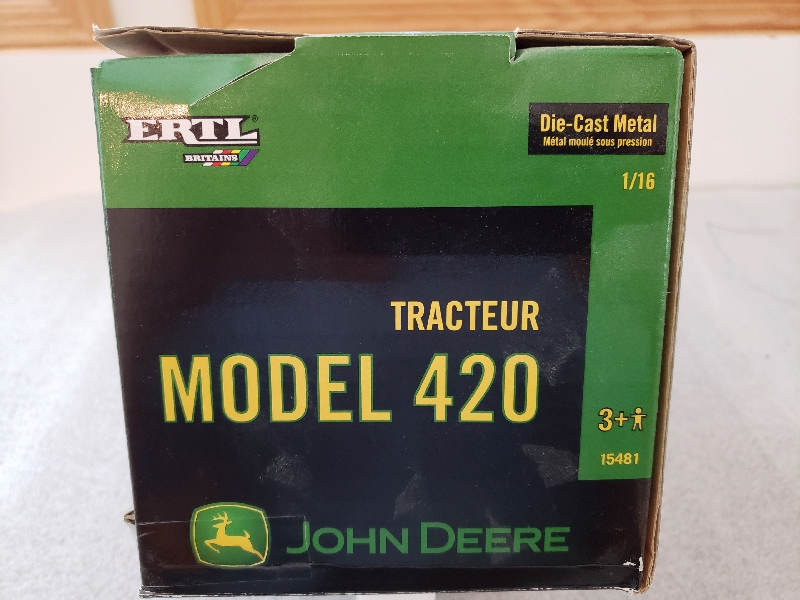 ERTL®
BRITAINS
Die-Cast Metal
Métal moulé sous pression
1/16
TRACTEUR
MODEL 420
3+
15481
JOHN DEERE